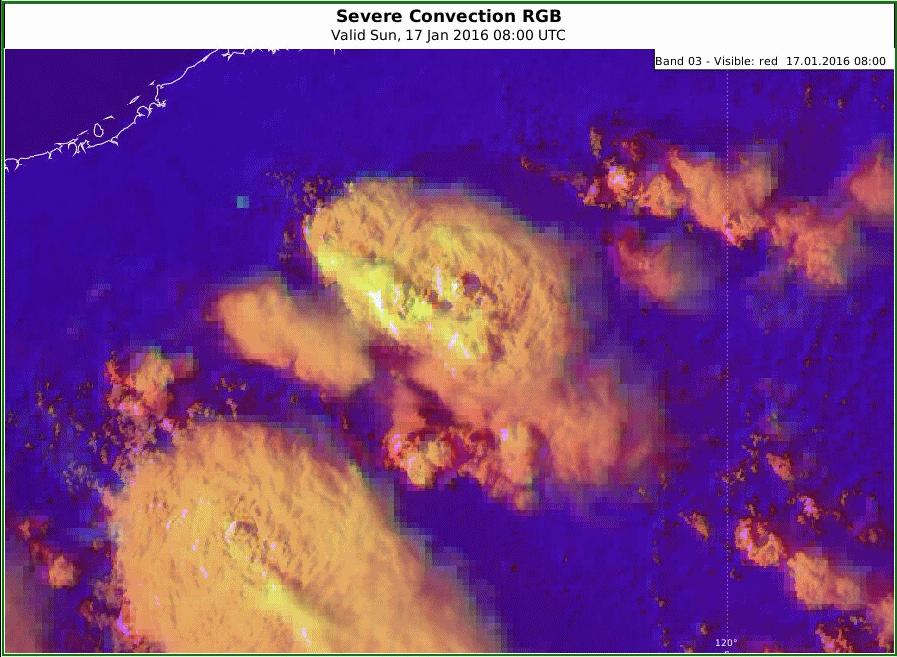 Severe Convection RGB
Valid Sun, 17 Jan 2016 08:00 UTC
Band 03 - Visible: red  17.01.2016 08:00
120°